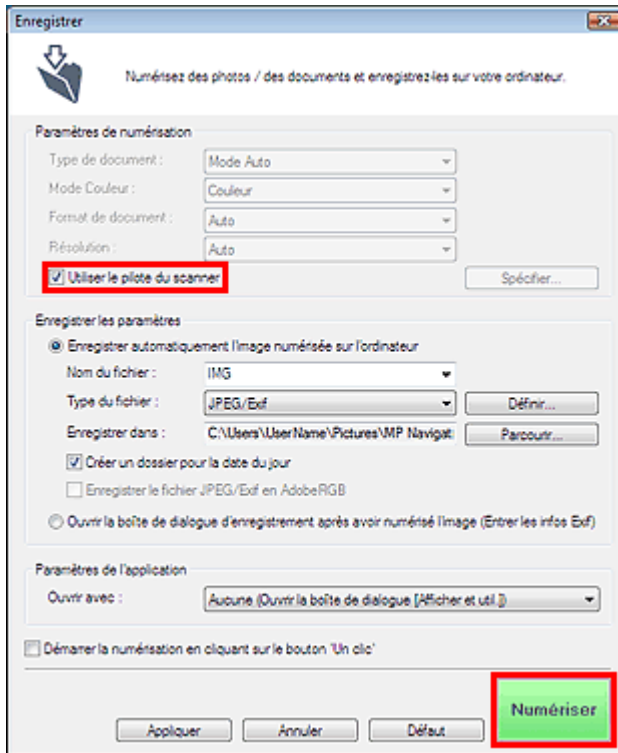 Enregistrer
Numérisez des photos / des documents et enregistrez-les sur votre ordinateur.
Paramètres de numérisation
Type de document : Mode Auto
Mode Couleur : Couleur
Format de document : Auto
Résolution : Auto
Utiliser le pilote du scanner Spécifier...
Enregistrer les paramètres
Enregistrer automatiquement l'image numérisée sur l'ordinateur
Nom du fichier : IMG
Type du fichier : JPEG/Exif Définir...
Enregistrer dans : C:\Users\UserName\Pictures\MP Navigat Parcourir...
Créer un dossier pour la date du jour
Enregistrer le fichier JPEG/Exif en AdobeRGB
Ouvrir la boîte de dialogue d'enregistrement après avoir numérisé l'image (Entrer les infos Exif)
Paramètres de l'application
Ouvrir avec : Aucune (Ouvrir la boîte de dialogue [Afficher et util.])
Démarrer la numérisation en cliquant sur le bouton 'Un clic'
Numériser
Appliquer Annuler Défaut